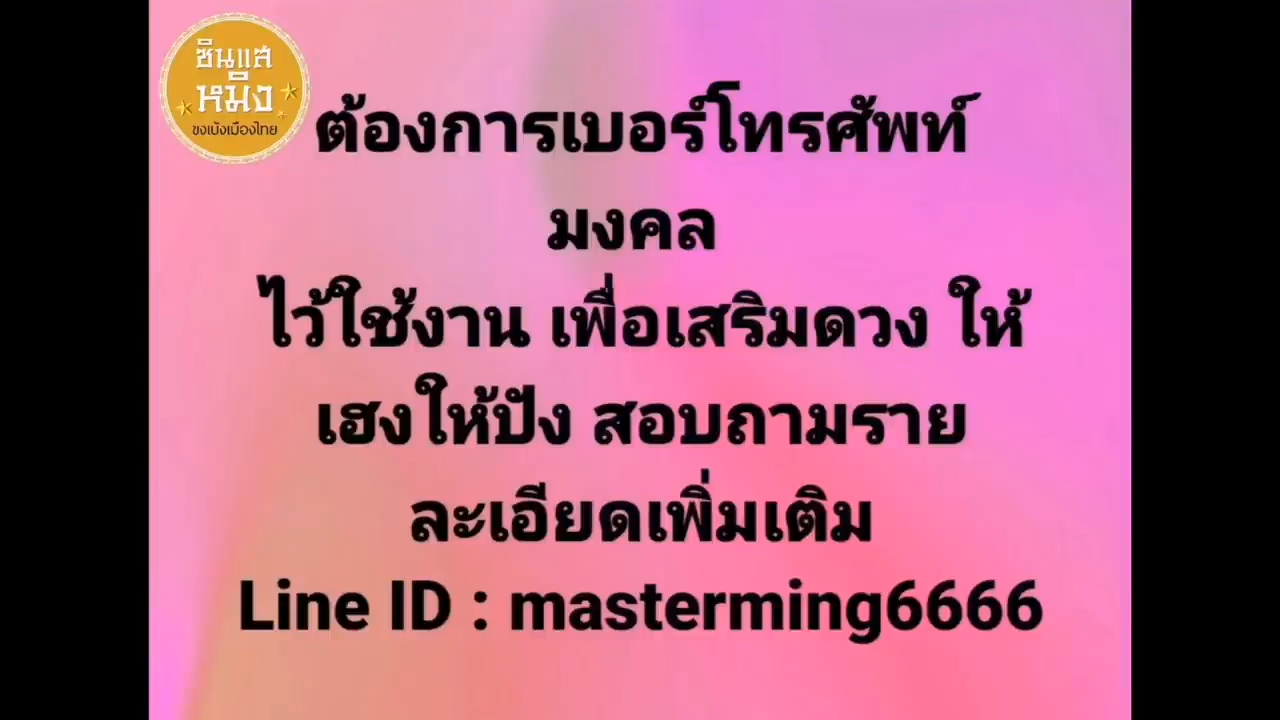 ซินแส
หมิง
ขงเบ้งเมืองไทย
ต้องการเบอร์โทรศัพท์
มงคล
ไว้ใช้งาน เพื่อเสริมดวง ให้
เฮงให้ปัง สอบถามราย
ละเอียดเพิ่มเติม
Line ID : masterming6666